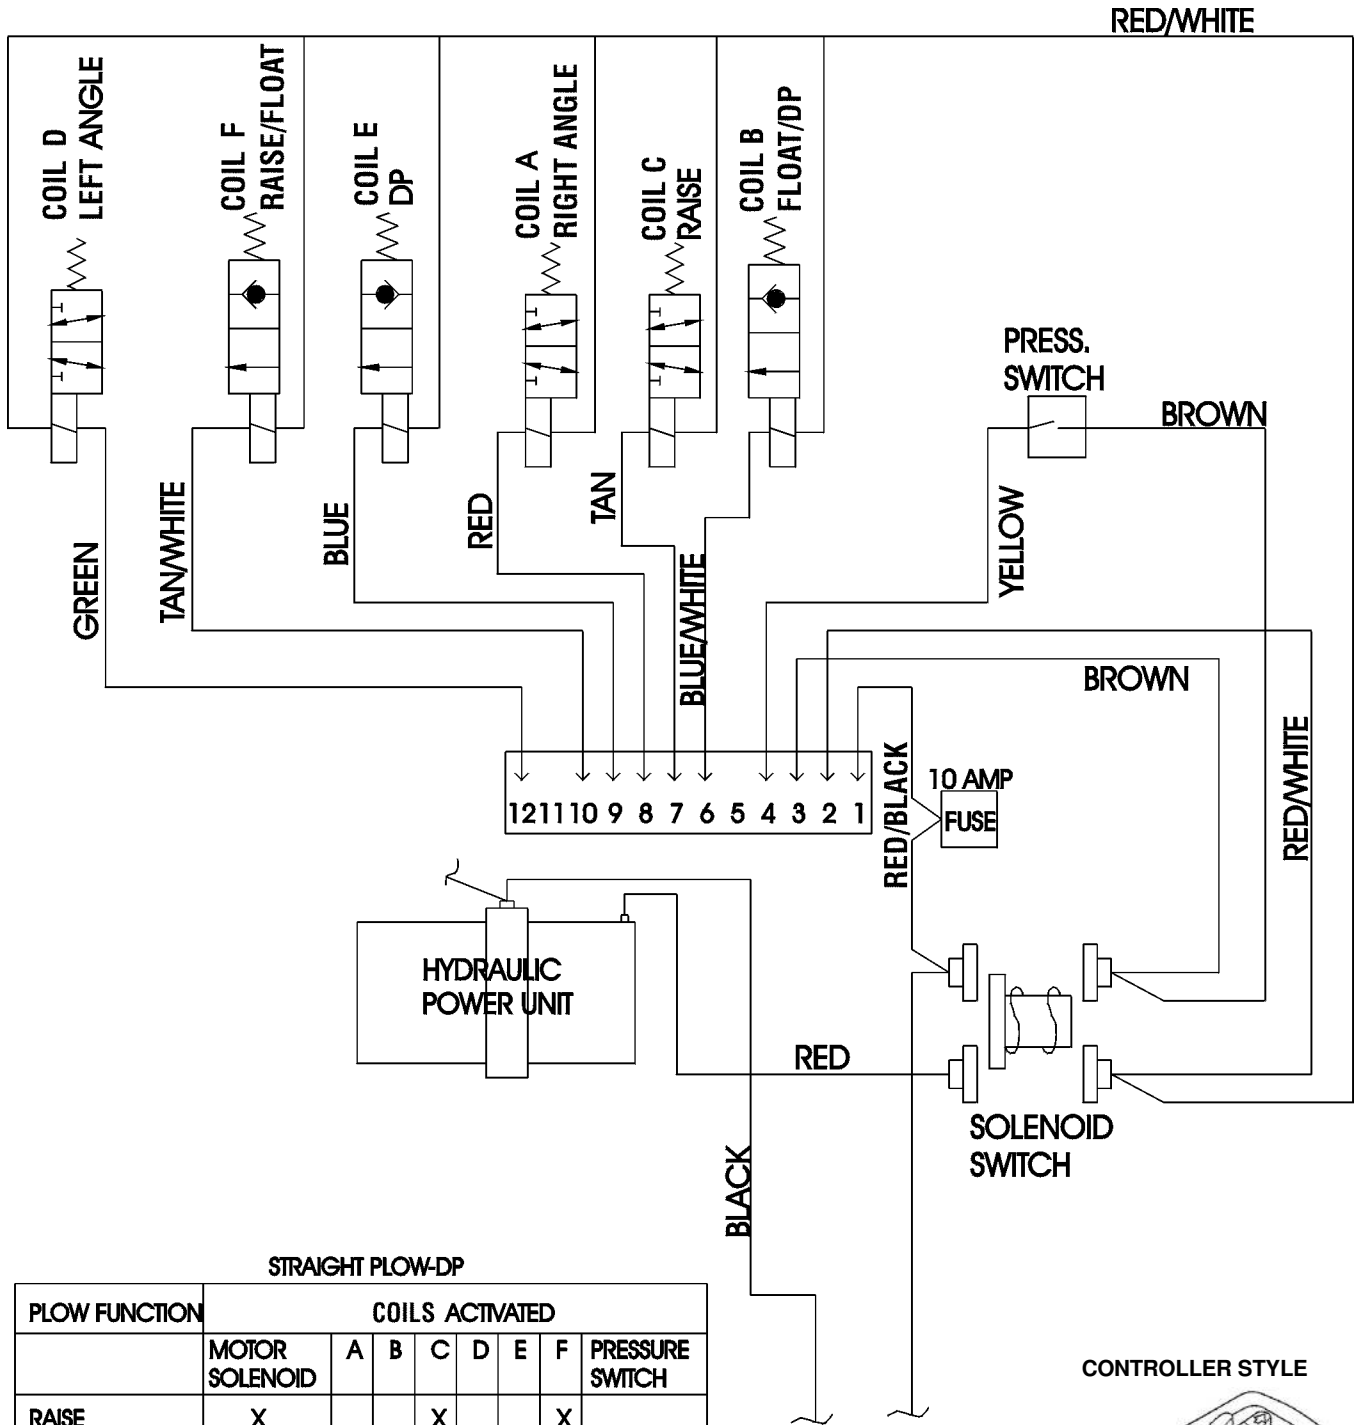 RED/WHITE
COIL D
LEFT ANGLE
COIL F
RAISE/FLOAT
COIL E
DP
COIL A
RIGHT ANGLE
COIL C
RAISE
COIL B
FLOAT/DP
PRESS.
SWITCH
BROWN
GREEN
TAN/WHITE
BLUE
RED
TAN
BLUE/WHITE
YELLOW
BROWN
RED/WHITE
RED/BLACK
10 AMP
FUSE
12 11 10 9 8 7 6 5 4 3 2 1
HYDRAULIC
POWER UNIT
RED
BLACK
SOLENOID
SWITCH
STRAIGHT PLOW-DP
PLOW FUNCTION COILS ACTIVATED
MOTOR SOLENOID A B C D E F PRESSURE SWITCH
RAISE X X X
CONTROLLER STYLE